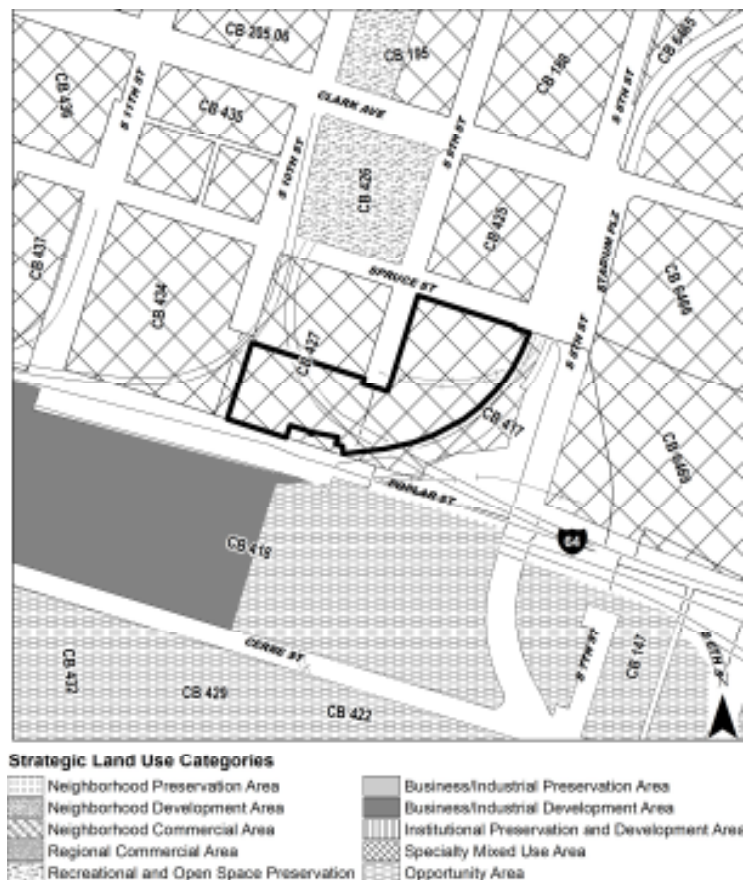 CB 205.06
CB 195
CB 6465
CB 436
CB 435
CB 198
S 11TH ST
S 10TH ST
CLARK AVE
S 9TH ST
S 8TH ST
CB 426
CB 425
CB 437
CB 434
SPRUCE ST
STADIUM PLZ
CB 6466
CB 427
S 8TH ST
CB 417
CB 6469
POPLAR ST
64
CB 418
CERRE ST
S 7TH ST
CB 147
S 6TH S
CB 432
CB 429
CB 422
Strategic Land Use Categories
Neighborhood Preservation Area
Neighborhood Development Area
Neighborhood Commercial Area
Regional Commercial Area
Recreational and Open Space Preservation
Business/Industrial Preservation Area
Business/Industrial Development Area
Institutional Preservation and Development Area
Specialty Mixed Use Area
Opportunity Area